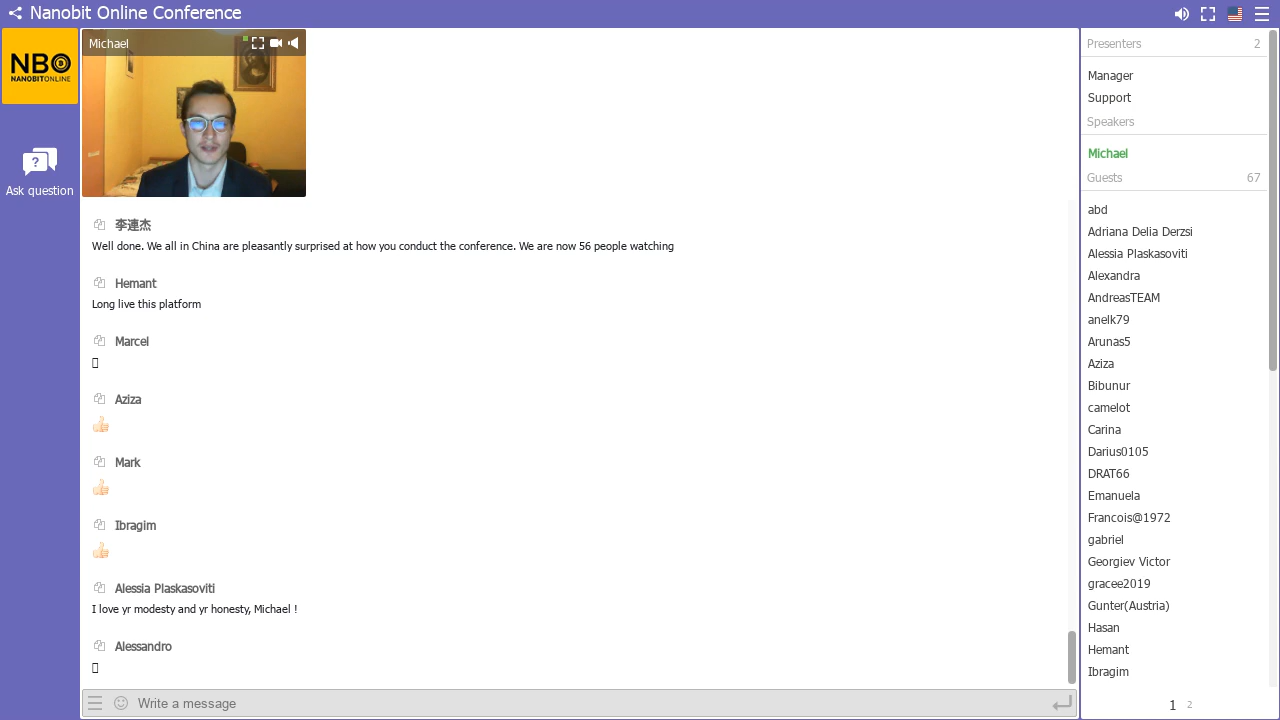 Nanobit Online Conference
NBO
NANOBITONLINE
Ask question
Michael
李連杰
Well done. We all in China are pleasantly surprised at how you conduct the conference. We are now 56 people watching
Hemant
Long live this platform
Marcel
Aziza
Mark
Ibragim
Alessia Plaskasoviti
I love yr modesty and yr honesty, Michael !
Alessandro
Write a message
Presenters 2
Manager
Support
Speakers
Michael
Guests 67
abd
Adriana Delia Derzsi
Alessia Plaskasoviti
Alexandra
AndreasTEAM
anelk79
Arunas5
Aziza
Bibunur
camelot
Carina
Darius0105
DRAT66
Emanuela
Francois@1972
gabriel
Georgiev Victor
gracee2019
Gunter(Austria)
Hasan
Hemant
Ibragim
1 2